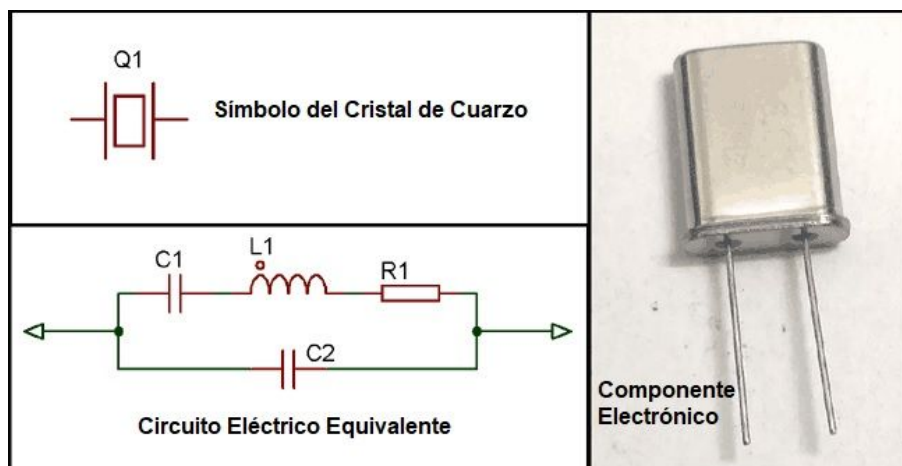 Q1
Símbolo del Cristal de Cuarzo
C1
L1
R1
C2
Circuito Eléctrico Equivalente
Componente
Electrónico